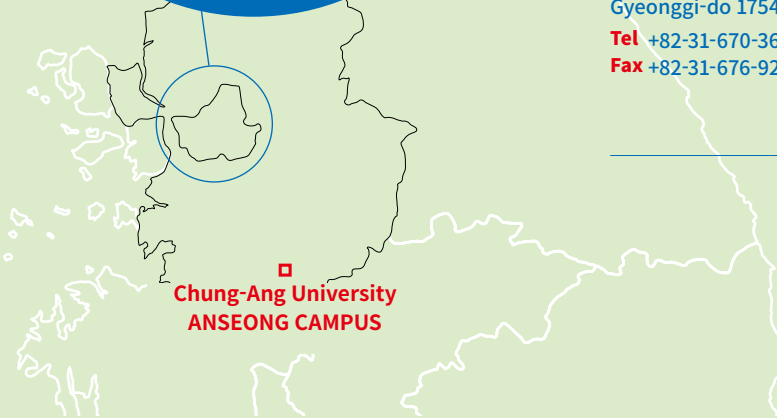 Gyeonggi-do 1754
Tel +82-31-670-36
Fax +82-31-676-92
Chung-Ang University
ANSEONG CAMPUS